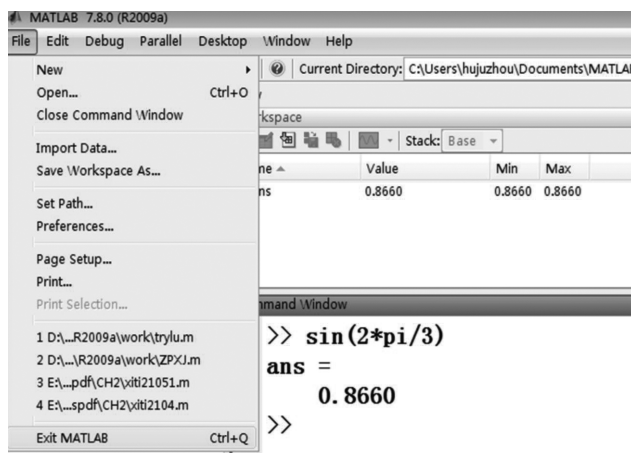 MATLAB 7.8.0 (R2009a)
File Edit Debug Parallel Desktop Window Help
New
Open... Ctrl+O
Close Command Window
Import Data...
Save Workspace As...
Set Path...
Preferences...
Page Setup...
Print...
Print Selection...
1 D:\...R2009a\work\trylu.m
2 D:\...\R2009a\work\ZPXJ.m
3 E:\...pdf\CH2\xiti21051.m
4 E:\...spdf\CH2\xiti2104.m
Exit MATLAB Ctrl+Q
Current Directory: C:\Users\hujuzhou\Documents\MATLA
kspace
Stack: Base
me Value Min Max
ns 0.8660 0.8660 0.8660
mmand Window
>> sin(2*pi/3)
ans =
0.8660
>>